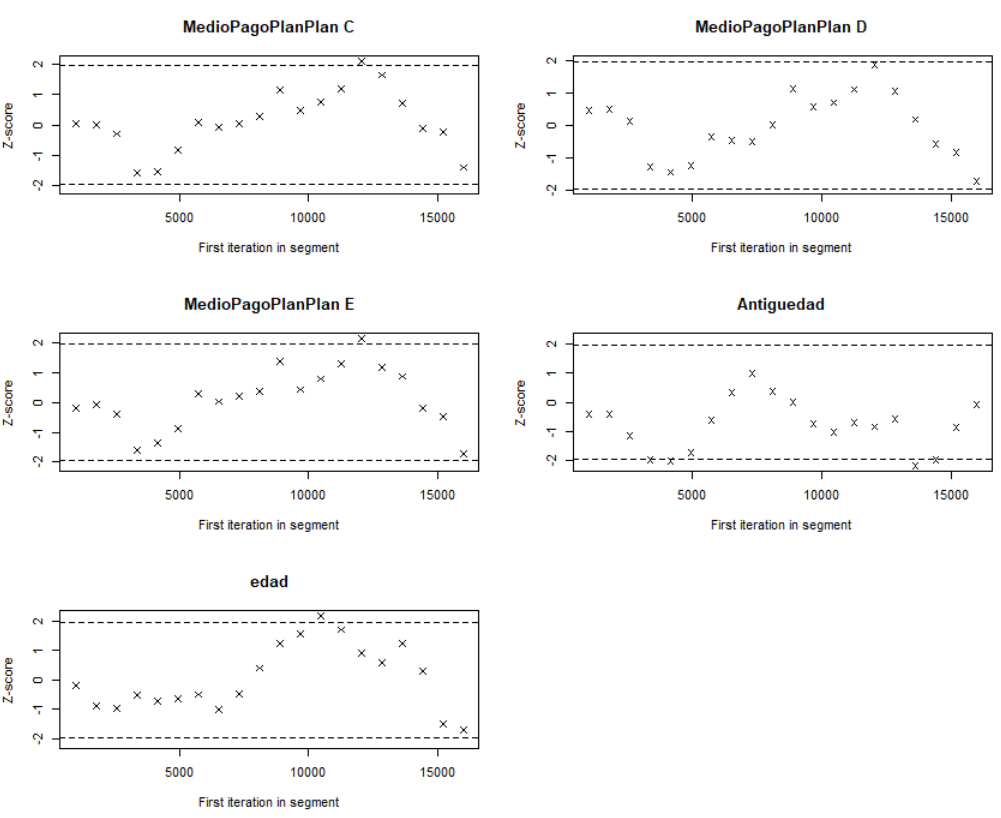 MedioPagoPlanPlan C
Z-score
2
1
0
-1
-2
5000 10000 15000
First iteration in segment
MedioPagoPlanPlan D
Z-score
2
1
0
-1
-2
5000 10000 15000
First iteration in segment
MedioPagoPlanPlan E
Z-score
2
1
0
-1
-2
5000 10000 15000
First iteration in segment
Antiguedad
Z-score
2
1
0
-1
-2
5000 10000 15000
First iteration in segment
edad
Z-score
2
1
0
-1
-2
5000 10000 15000
First iteration in segment